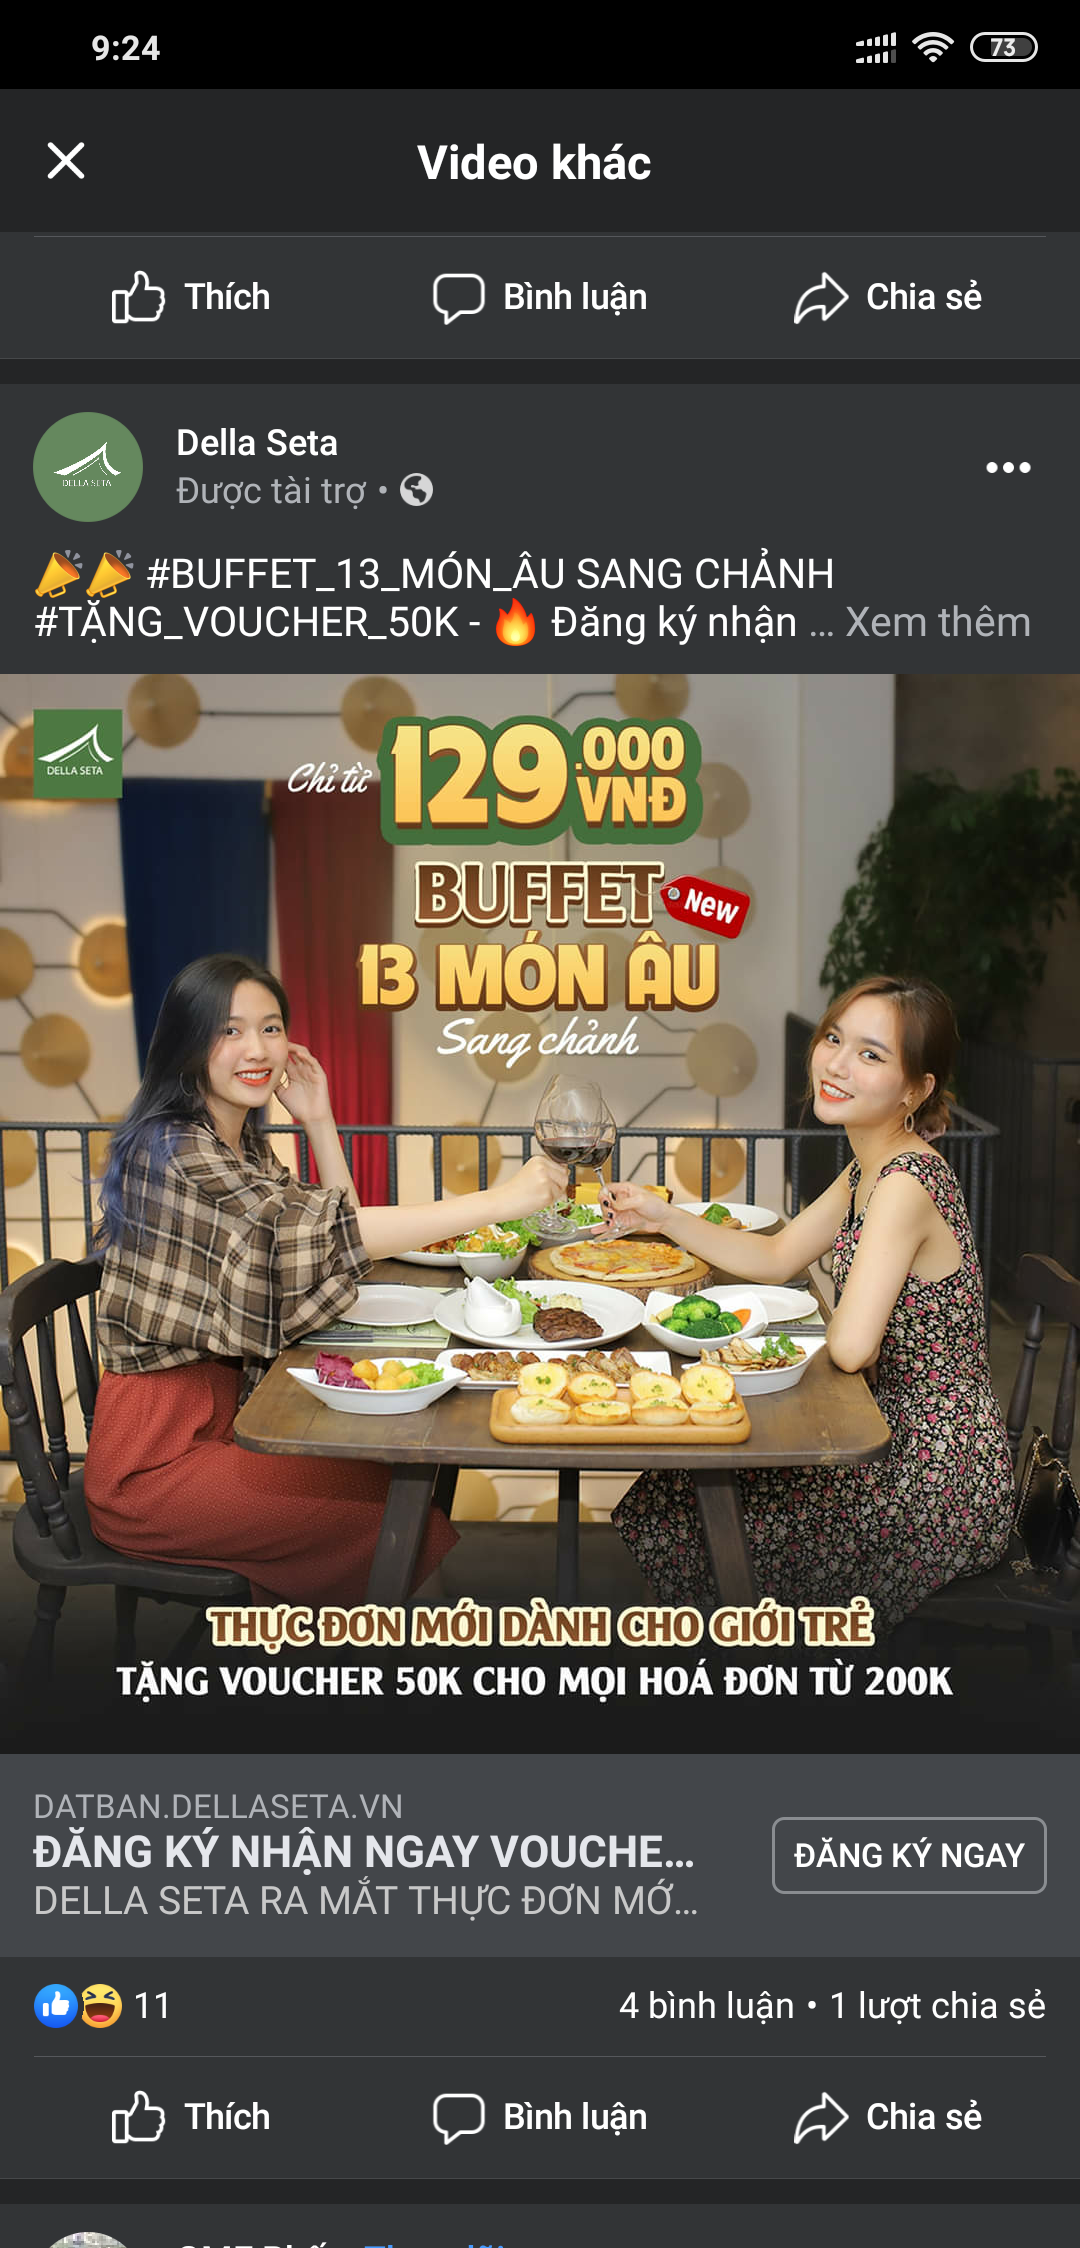 9:24
73
Video khác
Thích
Bình luận
Chia sẻ
DELLA SETA
Della Seta
Được tài trợ •
#BUFFET_13_MÓN_ÂU SANG CHẢNH
#TẶNG_VOUCHER_50K - 🔥 Đăng ký nhận ... Xem thêm
DELLA SETA
Chỉ từ 129.000 VNĐ
BUFFET New
13 MÓN ÂU
Sang chảnh
THỰC ĐƠN MỚI DÀNH CHO GIỚI TRẺ
TẶNG VOUCHER 50K CHO MỌI HOÁ ĐƠN TỪ 200K
DATBAN.DELLASETA.VN
ĐĂNG KÝ NHẬN NGAY VOUCHE...
DELLA SETA RA MẮT THỰC ĐƠN MỚ...
ĐĂNG KÝ NGAY
11
4 bình luận • 1 lượt chia sẻ
Thích
Bình luận
Chia sẻ